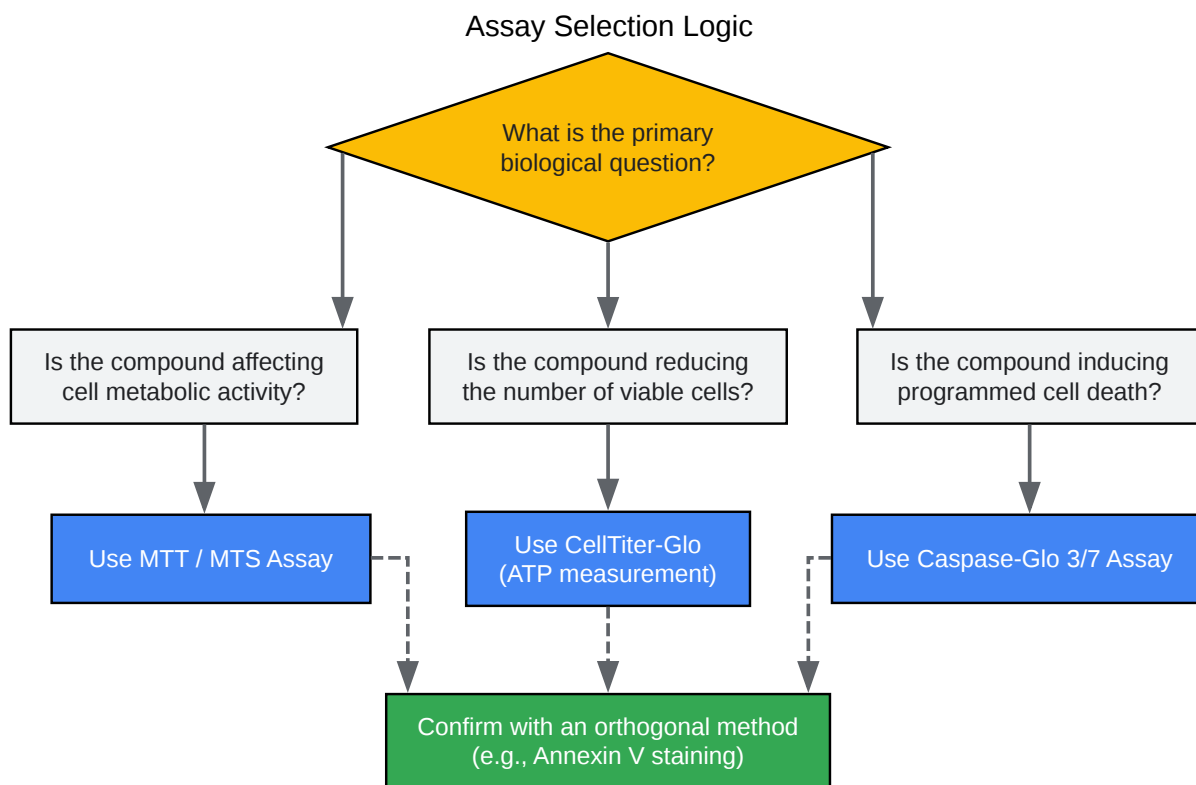 Assay Selection Logic
What is the primary
biological question?
Is the compound affecting
cell metabolic activity?
Is the compound reducing
the number of viable cells?
Is the compound inducing
programmed cell death?
Use MTT / MTS Assay
Use CellTiter-Glo
(ATP measurement)
Use Caspase-Glo 3/7 Assay
Confirm with an orthogonal method
(e.g., Annexin V staining)